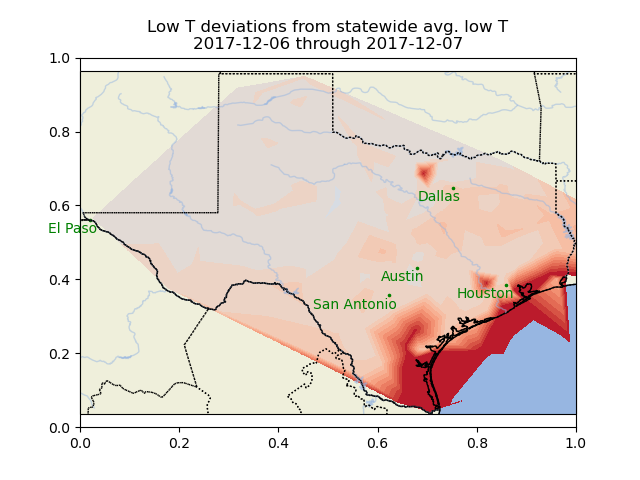 Low T deviations from statewide avg. low T
2017-12-06 through 2017-12-07
1.0
0.8
0.6
0.4
0.2
0.0
Dallas
El Paso
Austin
San Antonio
Houston
0.0 0.2 0.4 0.6 0.8 1.0